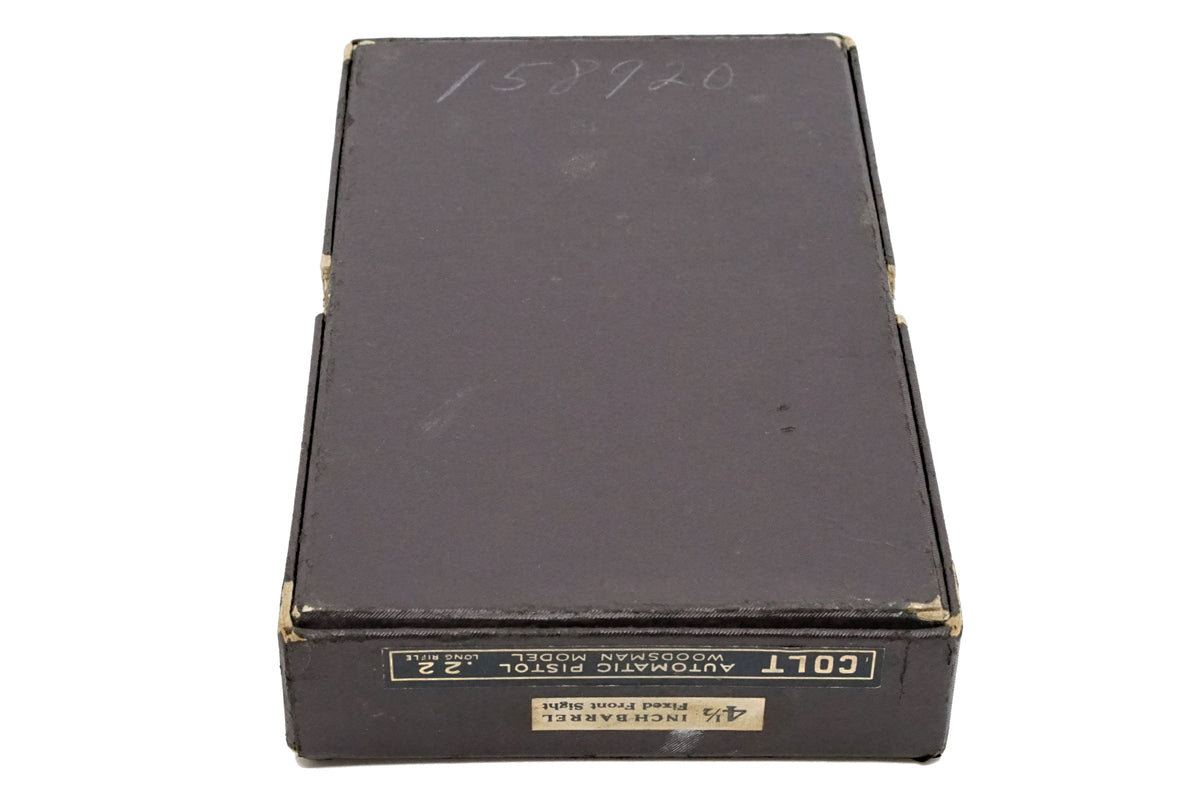 158920
COLT AUTOMATIC PISTOL .22
WOODSMAN MODEL LONG RIFLE
4½ INCH BARREL
Fixed Front Sight